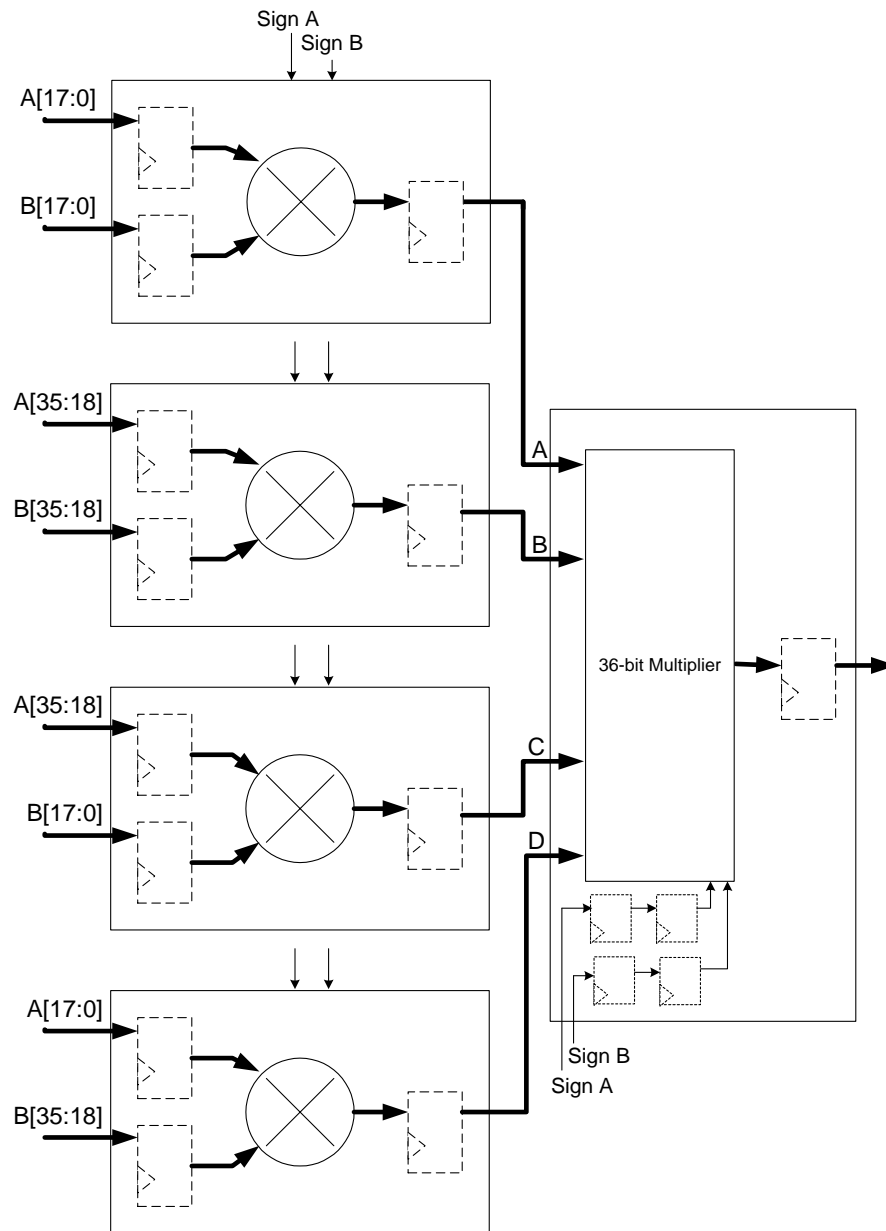 Sign A
Sign B
A[17:0]
B[17:0]
A[35:18]
A
B[35:18]
B
36-bit Multiplier
A[35:18]
C
B[17:0]
D
A[17:0]
Sign B
Sign A
B[35:18]